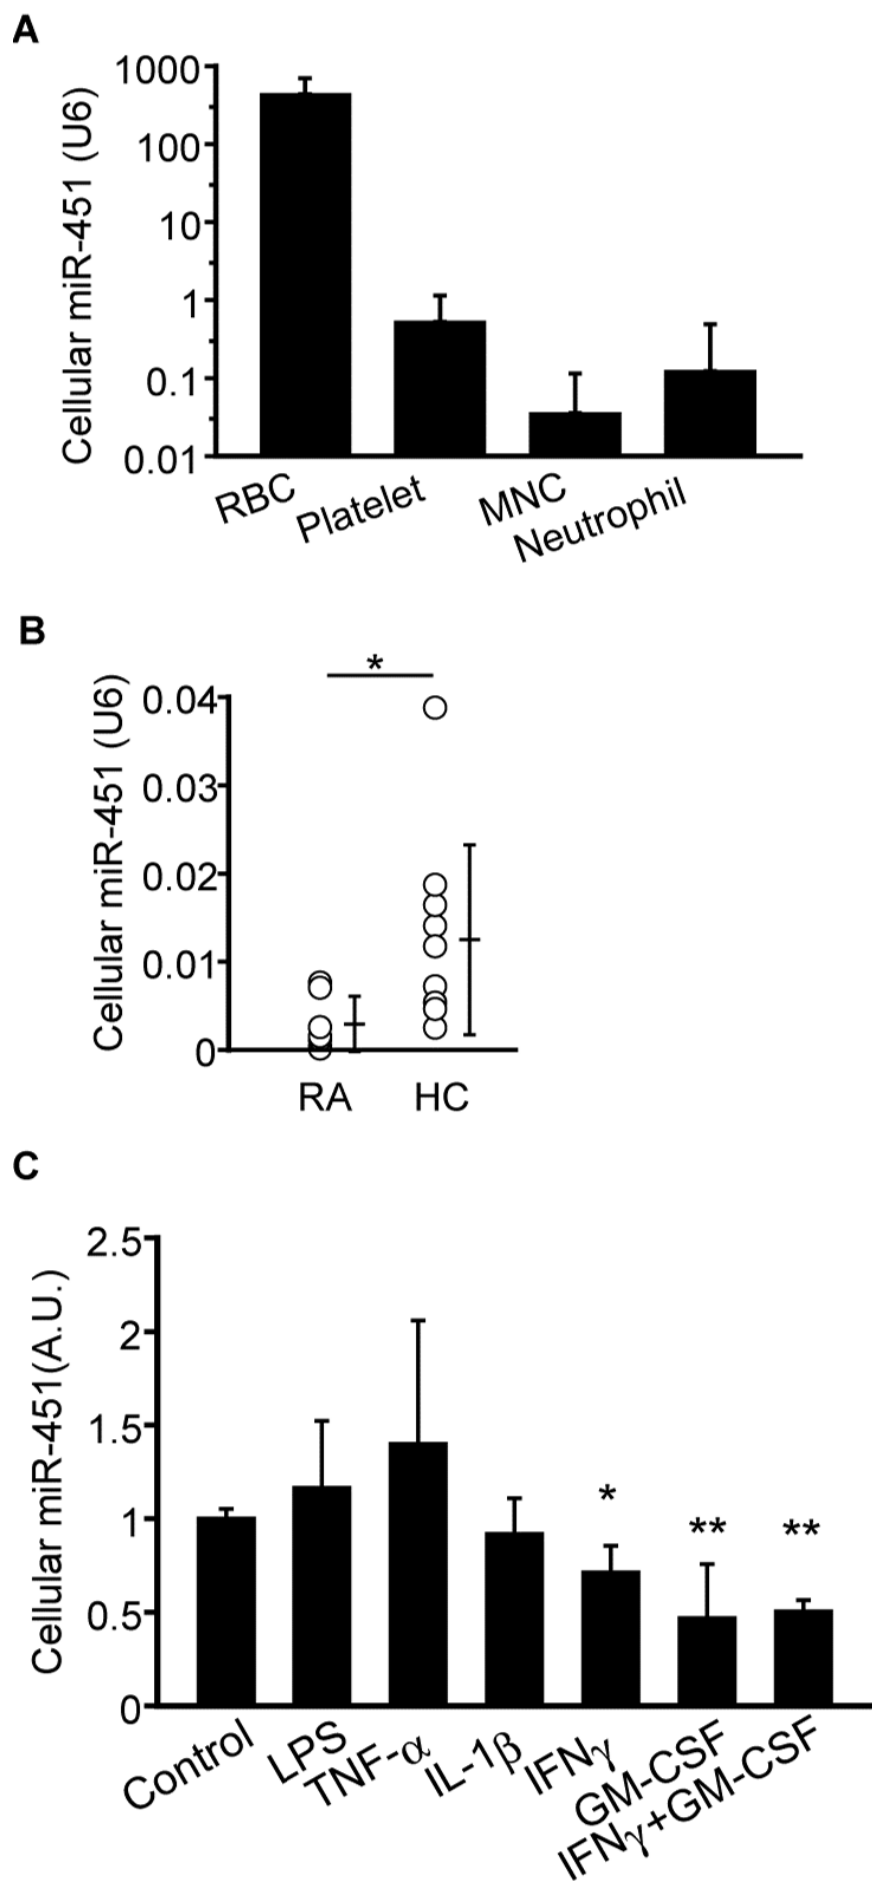 A
Cellular miR-451 (U6)
1000
100
10
1
0.1
0.01
RBC
Platelet
MNC
Neutrophil
B
Cellular miR-451 (U6)
*
0.04
0.03
0.02
0.01
0
RA
HC
C
Cellular miR-451(A.U.)
2.5
2
1.5
1
0.5
0
*
**
**
Control
LPS
TNF-α
IL-1β
IFNγ
GM-CSF
IFNγ+GM-CSF